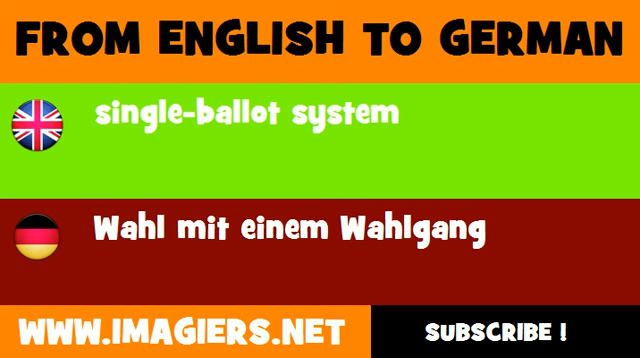 FROM ENGLISH TO GERMAN
single-ballot system
Wahl mit einem Wahlgang
WWW.IMAGIERS.NET
SUBSCRIBE !